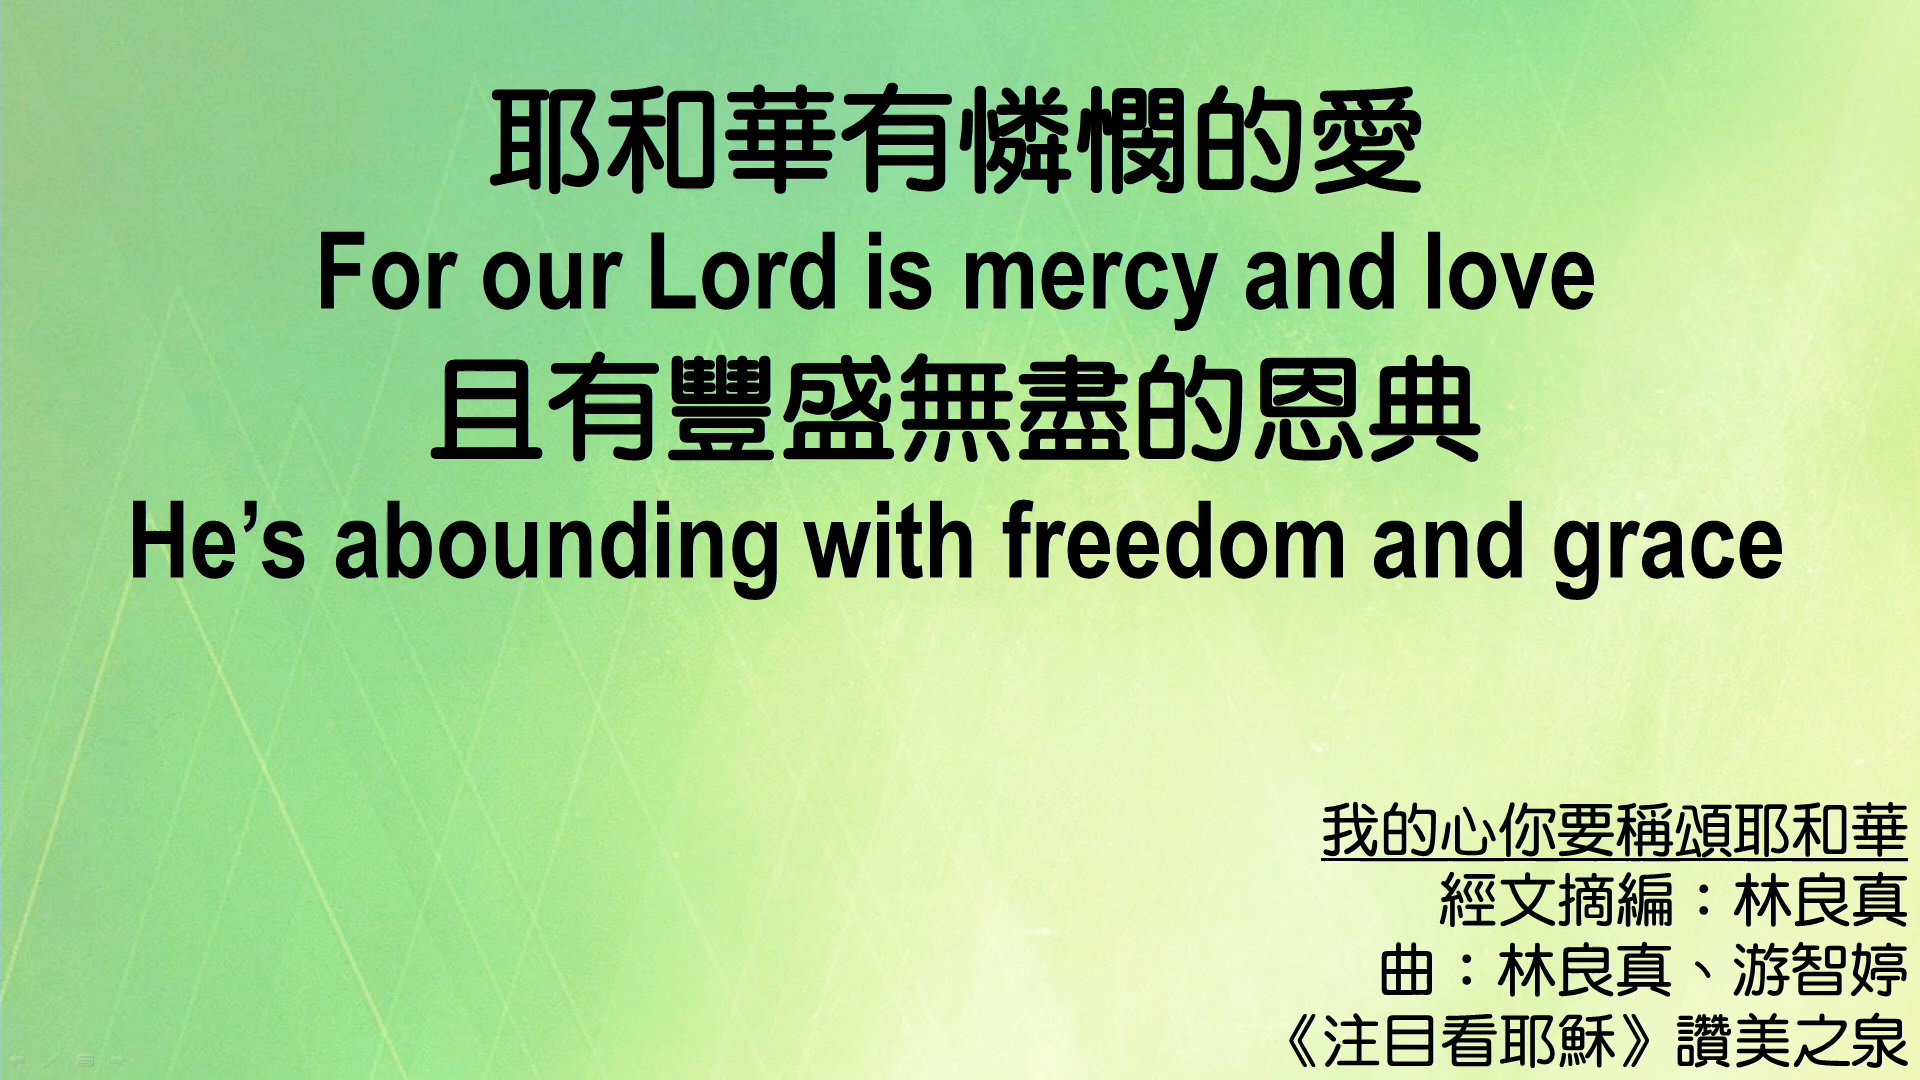 耶和華有憐憫的愛
For our Lord is mercy and love
且有豐盛無盡的恩典
He’s abounding with freedom and grace
我的心你要稱頌耶和華
經文摘編：林良真
曲：林良真、游智婷
《注目看耶穌》讚美之泉